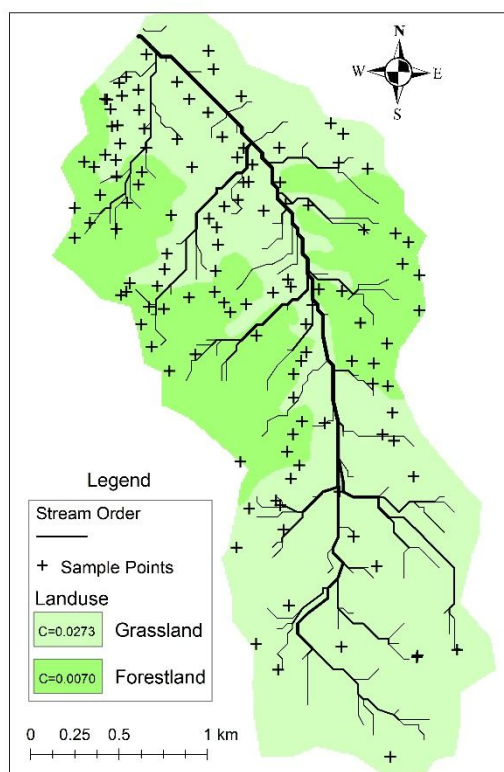 N
W E
S
Legend
Stream Order
Sample Points
Landuse
C=0.0273 Grassland
C=0.0070 Forestland
0 0.25 0.5 1 km